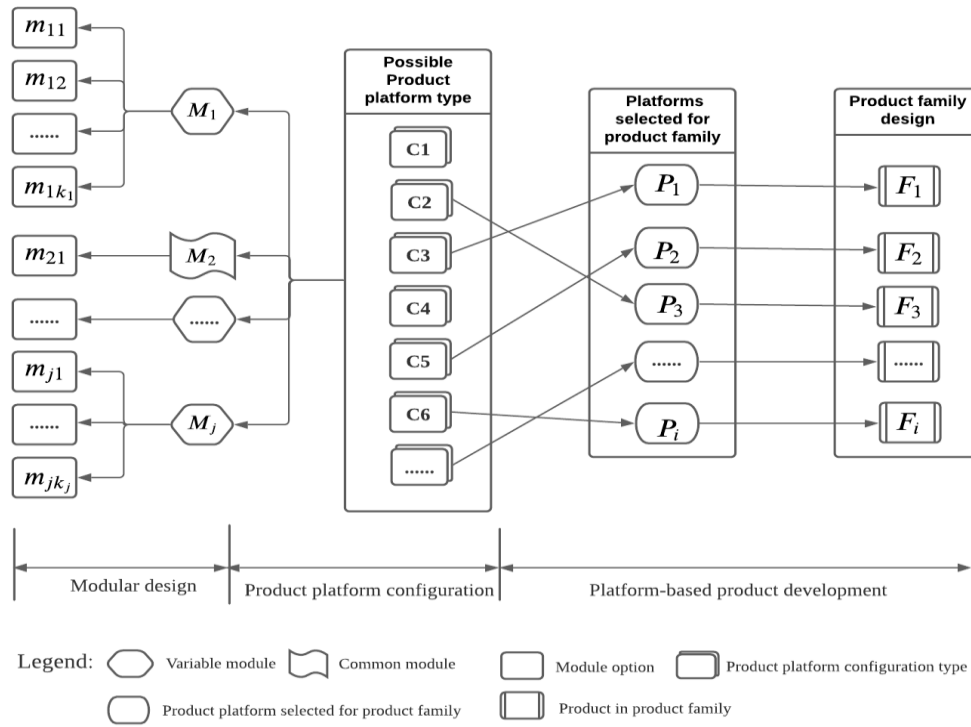 m₁₁
m₁₂
......
m₁ₖ₁
m₂₁
......
mⱼ₁
......
mⱼₖⱼ
M₁
M₂
......
Mⱼ
Possible
Product
platform type
C1
C2
C3
C4
C5
C6
......
Platforms
selected for
product family
P₁
P₂
P₃
......
Pᵢ
Product family
design
F₁
F₂
F₃
......
Fᵢ
Modular design
Product platform configuration
Platform-based product development
Legend:
Variable module
Common module
Module option
Product platform configuration type
Product platform selected for product family
Product in product family